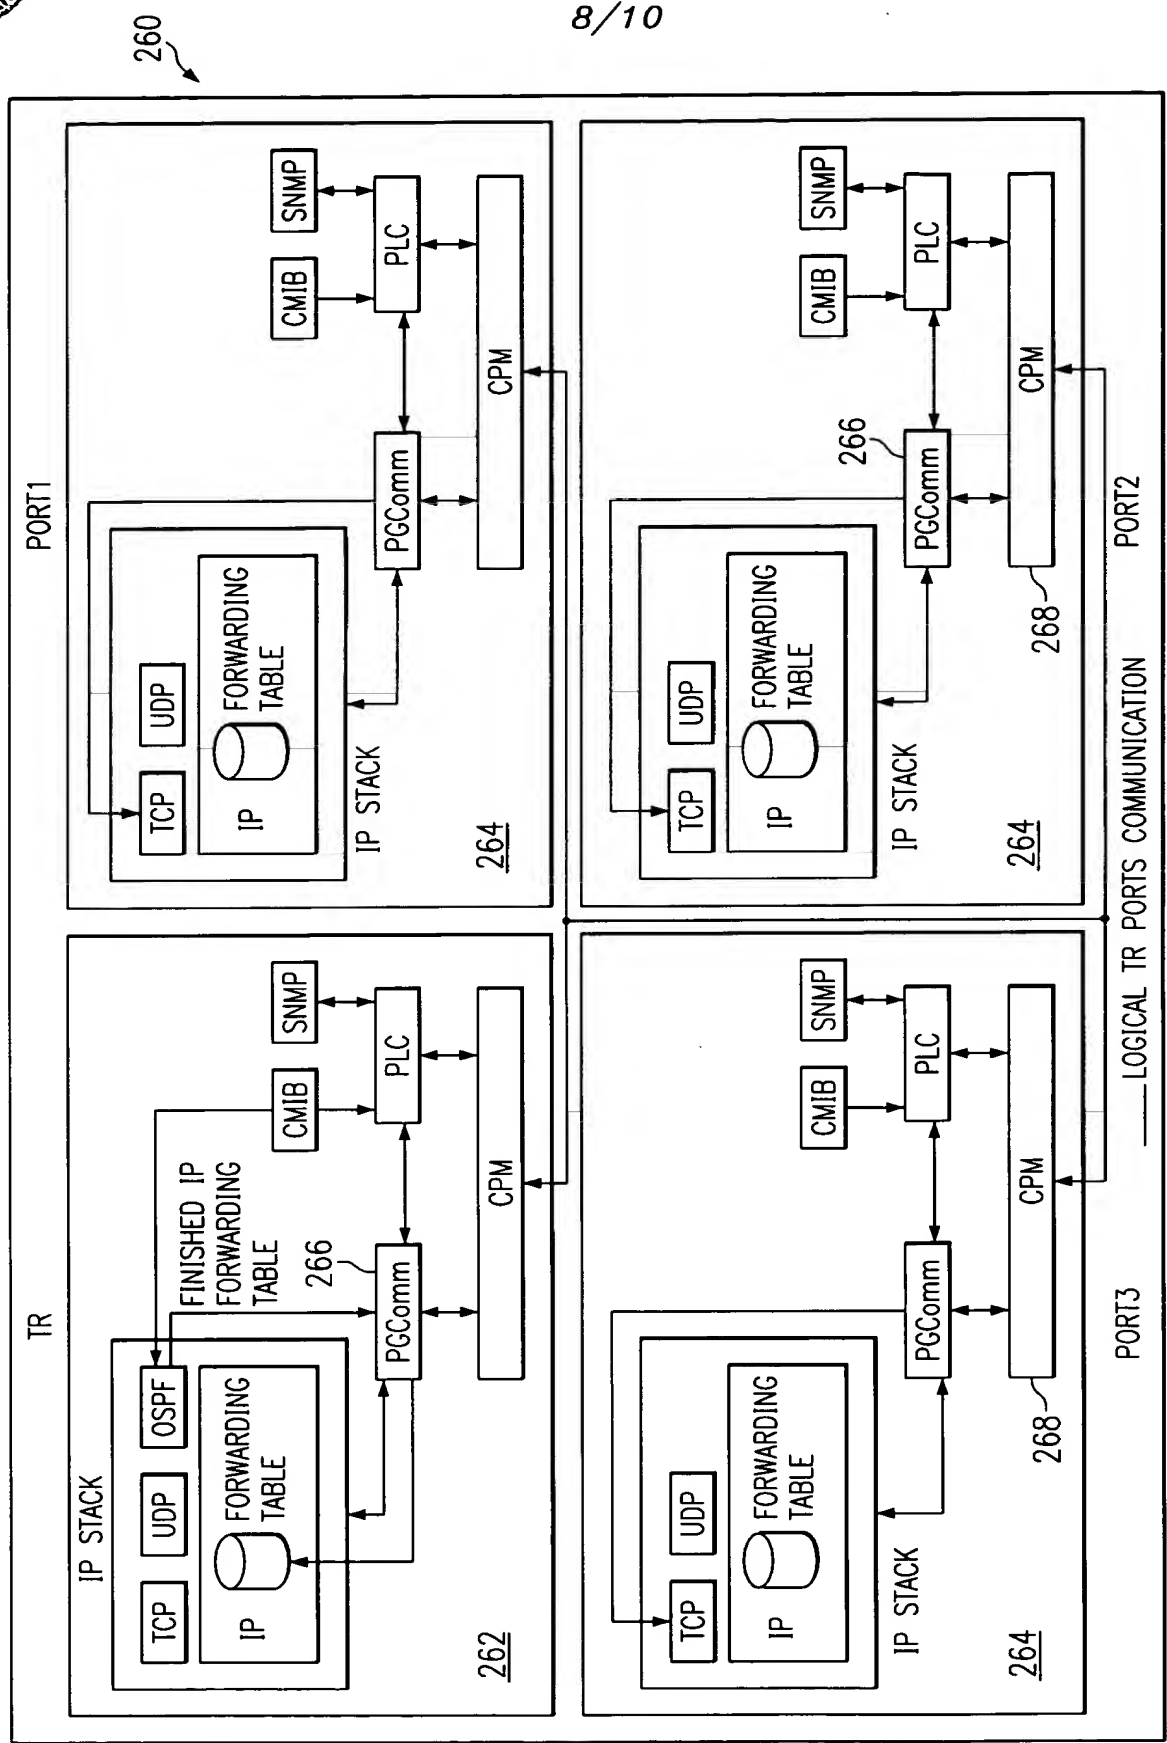 8/10
260
TR
IP STACK
TCP
UDP
OSPF
IP
FORWARDING
TABLE
FINISHED IP
FORWARDING
TABLE
266
PGComm
CMIB
SNMP
PLC
CPM
262
PORT1
TCP
UDP
IP
FORWARDING
TABLE
IP STACK
PGComm
CMIB
SNMP
PLC
CPM
264
TCP
UDP
IP
FORWARDING
TABLE
IP STACK
PGComm
CMIB
SNMP
PLC
CPM
268
264
PORT3
TCP
UDP
IP
FORWARDING
TABLE
IP STACK
266
PGComm
CMIB
SNMP
PLC
CPM
268
264
PORT2
LOGICAL TR PORTS COMMUNICATION